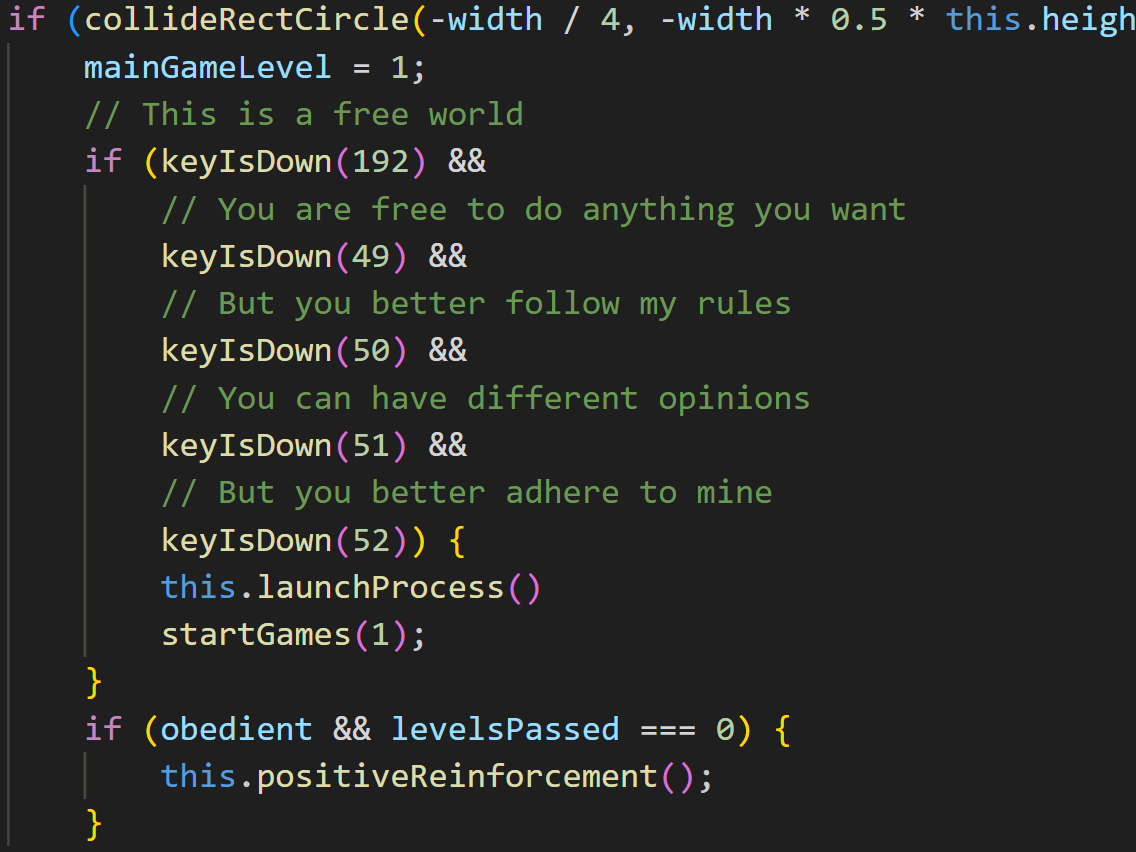 if (collideRectCircle(-width / 4, -width * 0.5 * this.heigh
mainGameLevel = 1;
// This is a free world
if (keyIsDown(192) &&
// You are free to do anything you want
keyIsDown(49) &&
// But you better follow my rules
keyIsDown(50) &&
// You can have different opinions
keyIsDown(51) &&
// But you better adhere to mine
keyIsDown(52)) {
this.launchProcess()
startGames(1);
}
if (obedient && levelsPassed === 0) {
this.positiveReinforcement();
}